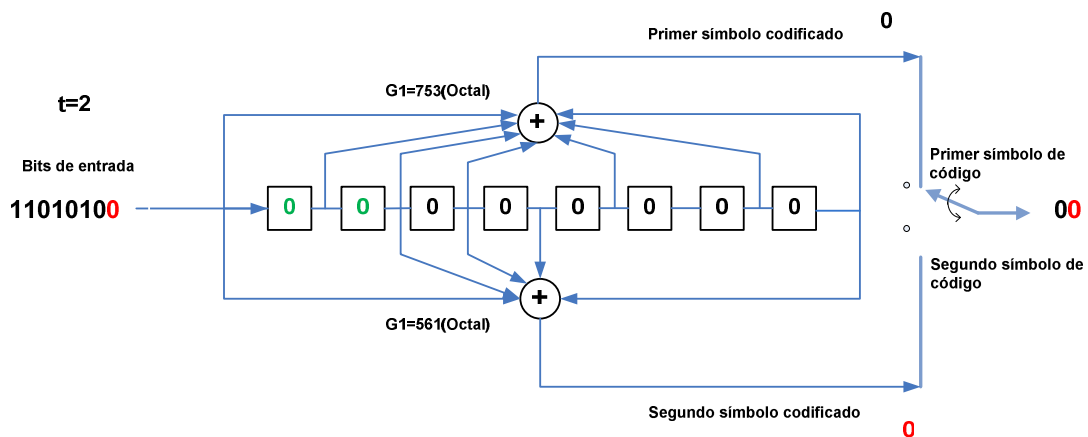 0
Primer símbolo codificado
G1=753(Octal)
t=2
+
Bits de entrada
Primer símbolo de
código
11010100
0 0 0 0 0 0 0 0
00
Segundo símbolo de
código
+
G1=561(Octal)
Segundo símbolo codificado
0